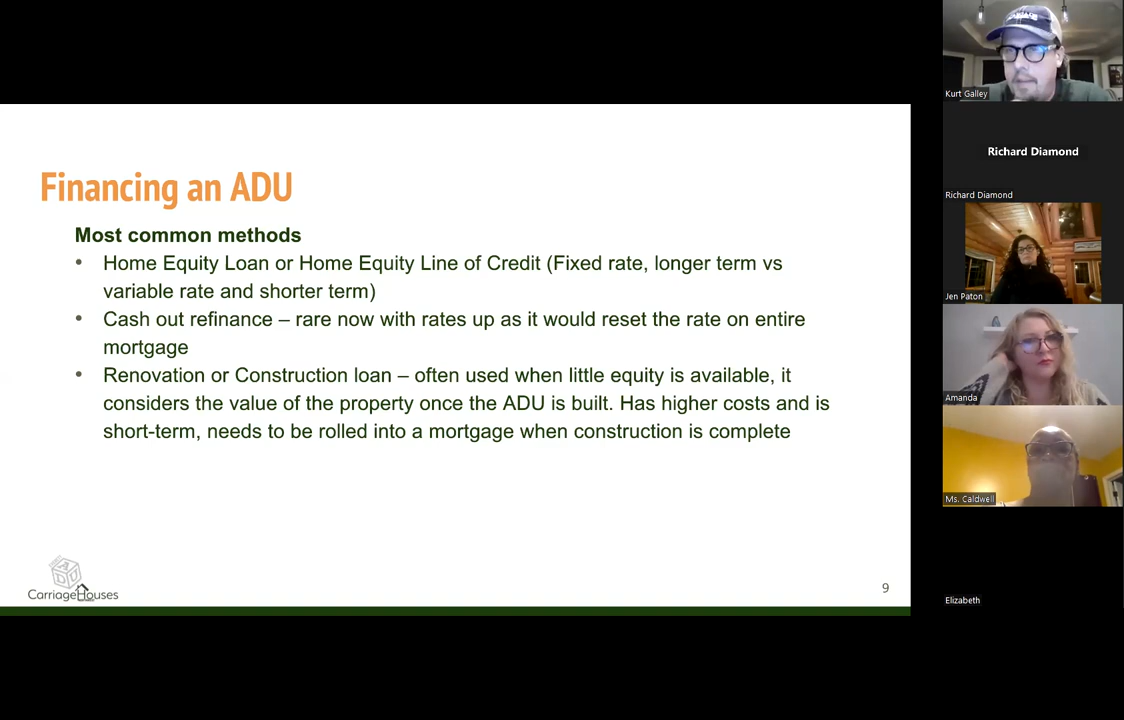 Financing an ADU
Most common methods
• Home Equity Loan or Home Equity Line of Credit (Fixed rate, longer term vs
variable rate and shorter term)
• Cash out refinance – rare now with rates up as it would reset the rate on entire
mortgage
• Renovation or Construction loan – often used when little equity is available, it
considers the value of the property once the ADU is built. Has higher costs and is
short-term, needs to be rolled into a mortgage when construction is complete
ADU
CarriageHouses
9
Kurt Galley
Richard Diamond
Richard Diamond
Jen Paton
Amanda
Ms. Caldwell
Elizabeth